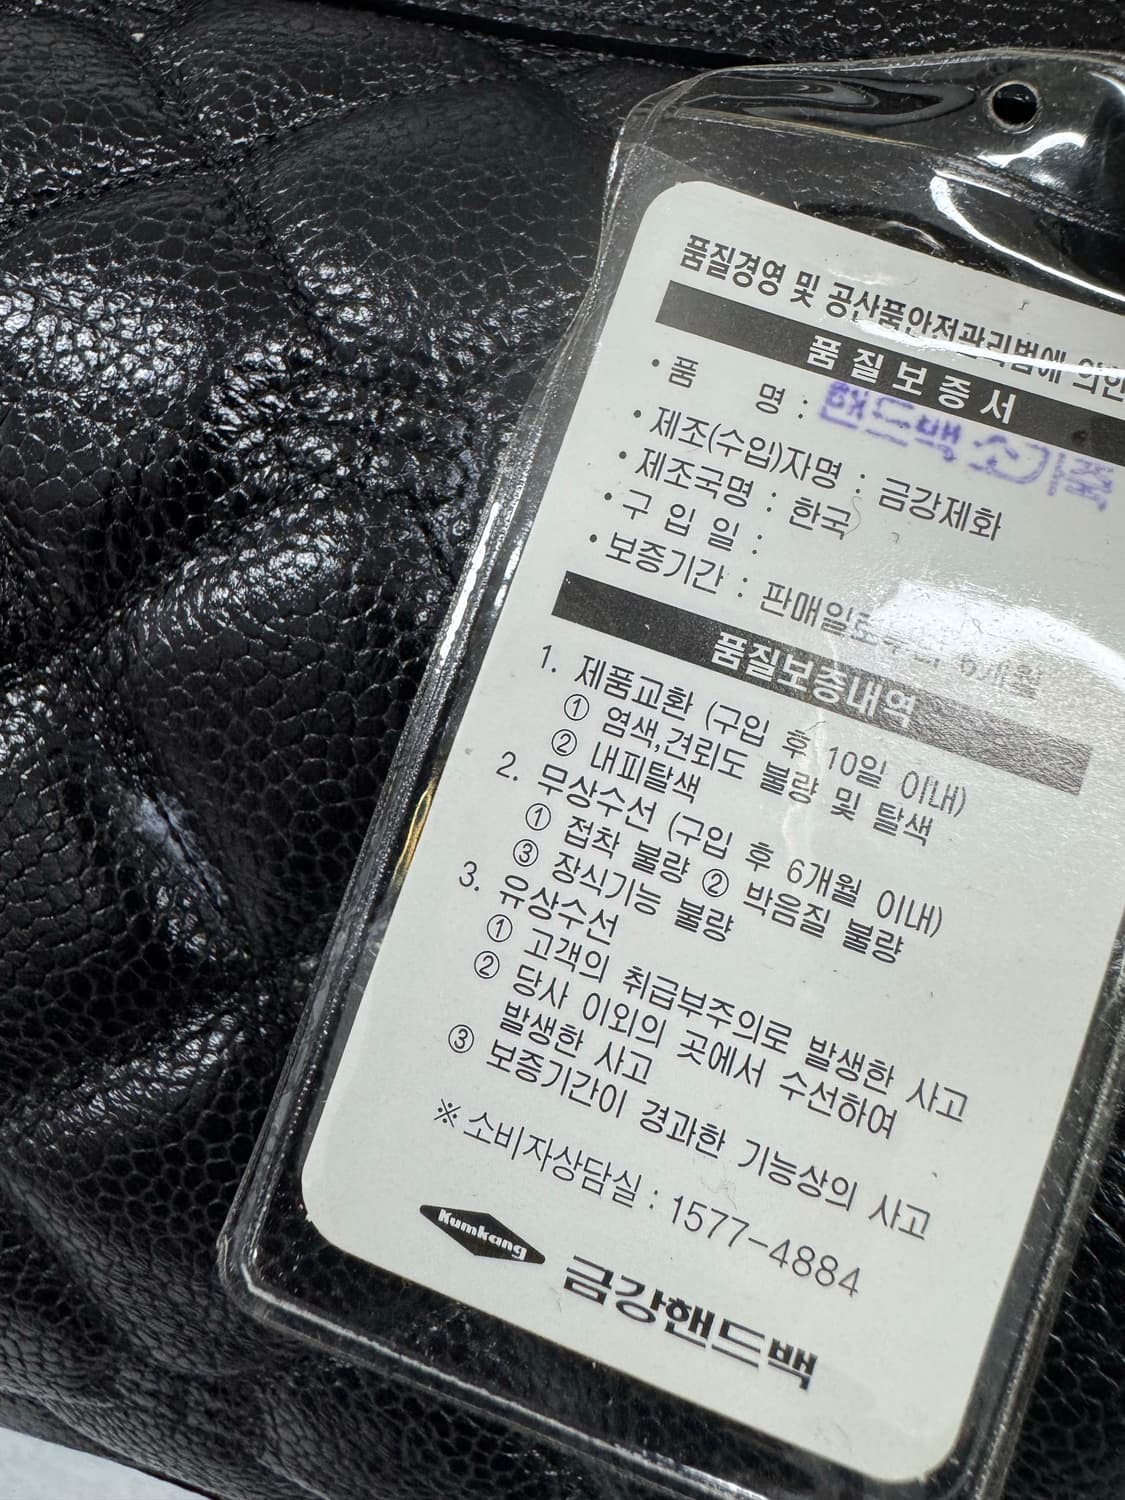 품질경영 및 공산품안전관리법에 의한
품질보증서
• 품 명 : 핸드백 소가죽
• 제조(수입)자명 : 금강제화
• 제조국명 : 한국
• 구 입 일 :
• 보증기간 : 판매일로부터 6개월
품질보증내역
1. 제품교환 (구입 후 10일 이내)
① 염색,견뢰도 불량 및 탈색
② 내피탈색
2. 무상수선 (구입 후 6개월 이내)
① 접착 불량 ② 박음질 불량
③ 장식기능 불량
3. 유상수선
① 고객의 취급부주의로 발생한 사고
② 당사 이외의 곳에서 수선하여
발생한 사고
③ 보증기간이 경과한 기능상의 사고
※ 소비자상담실 : 1577-4884
Kumkang 금강핸드백